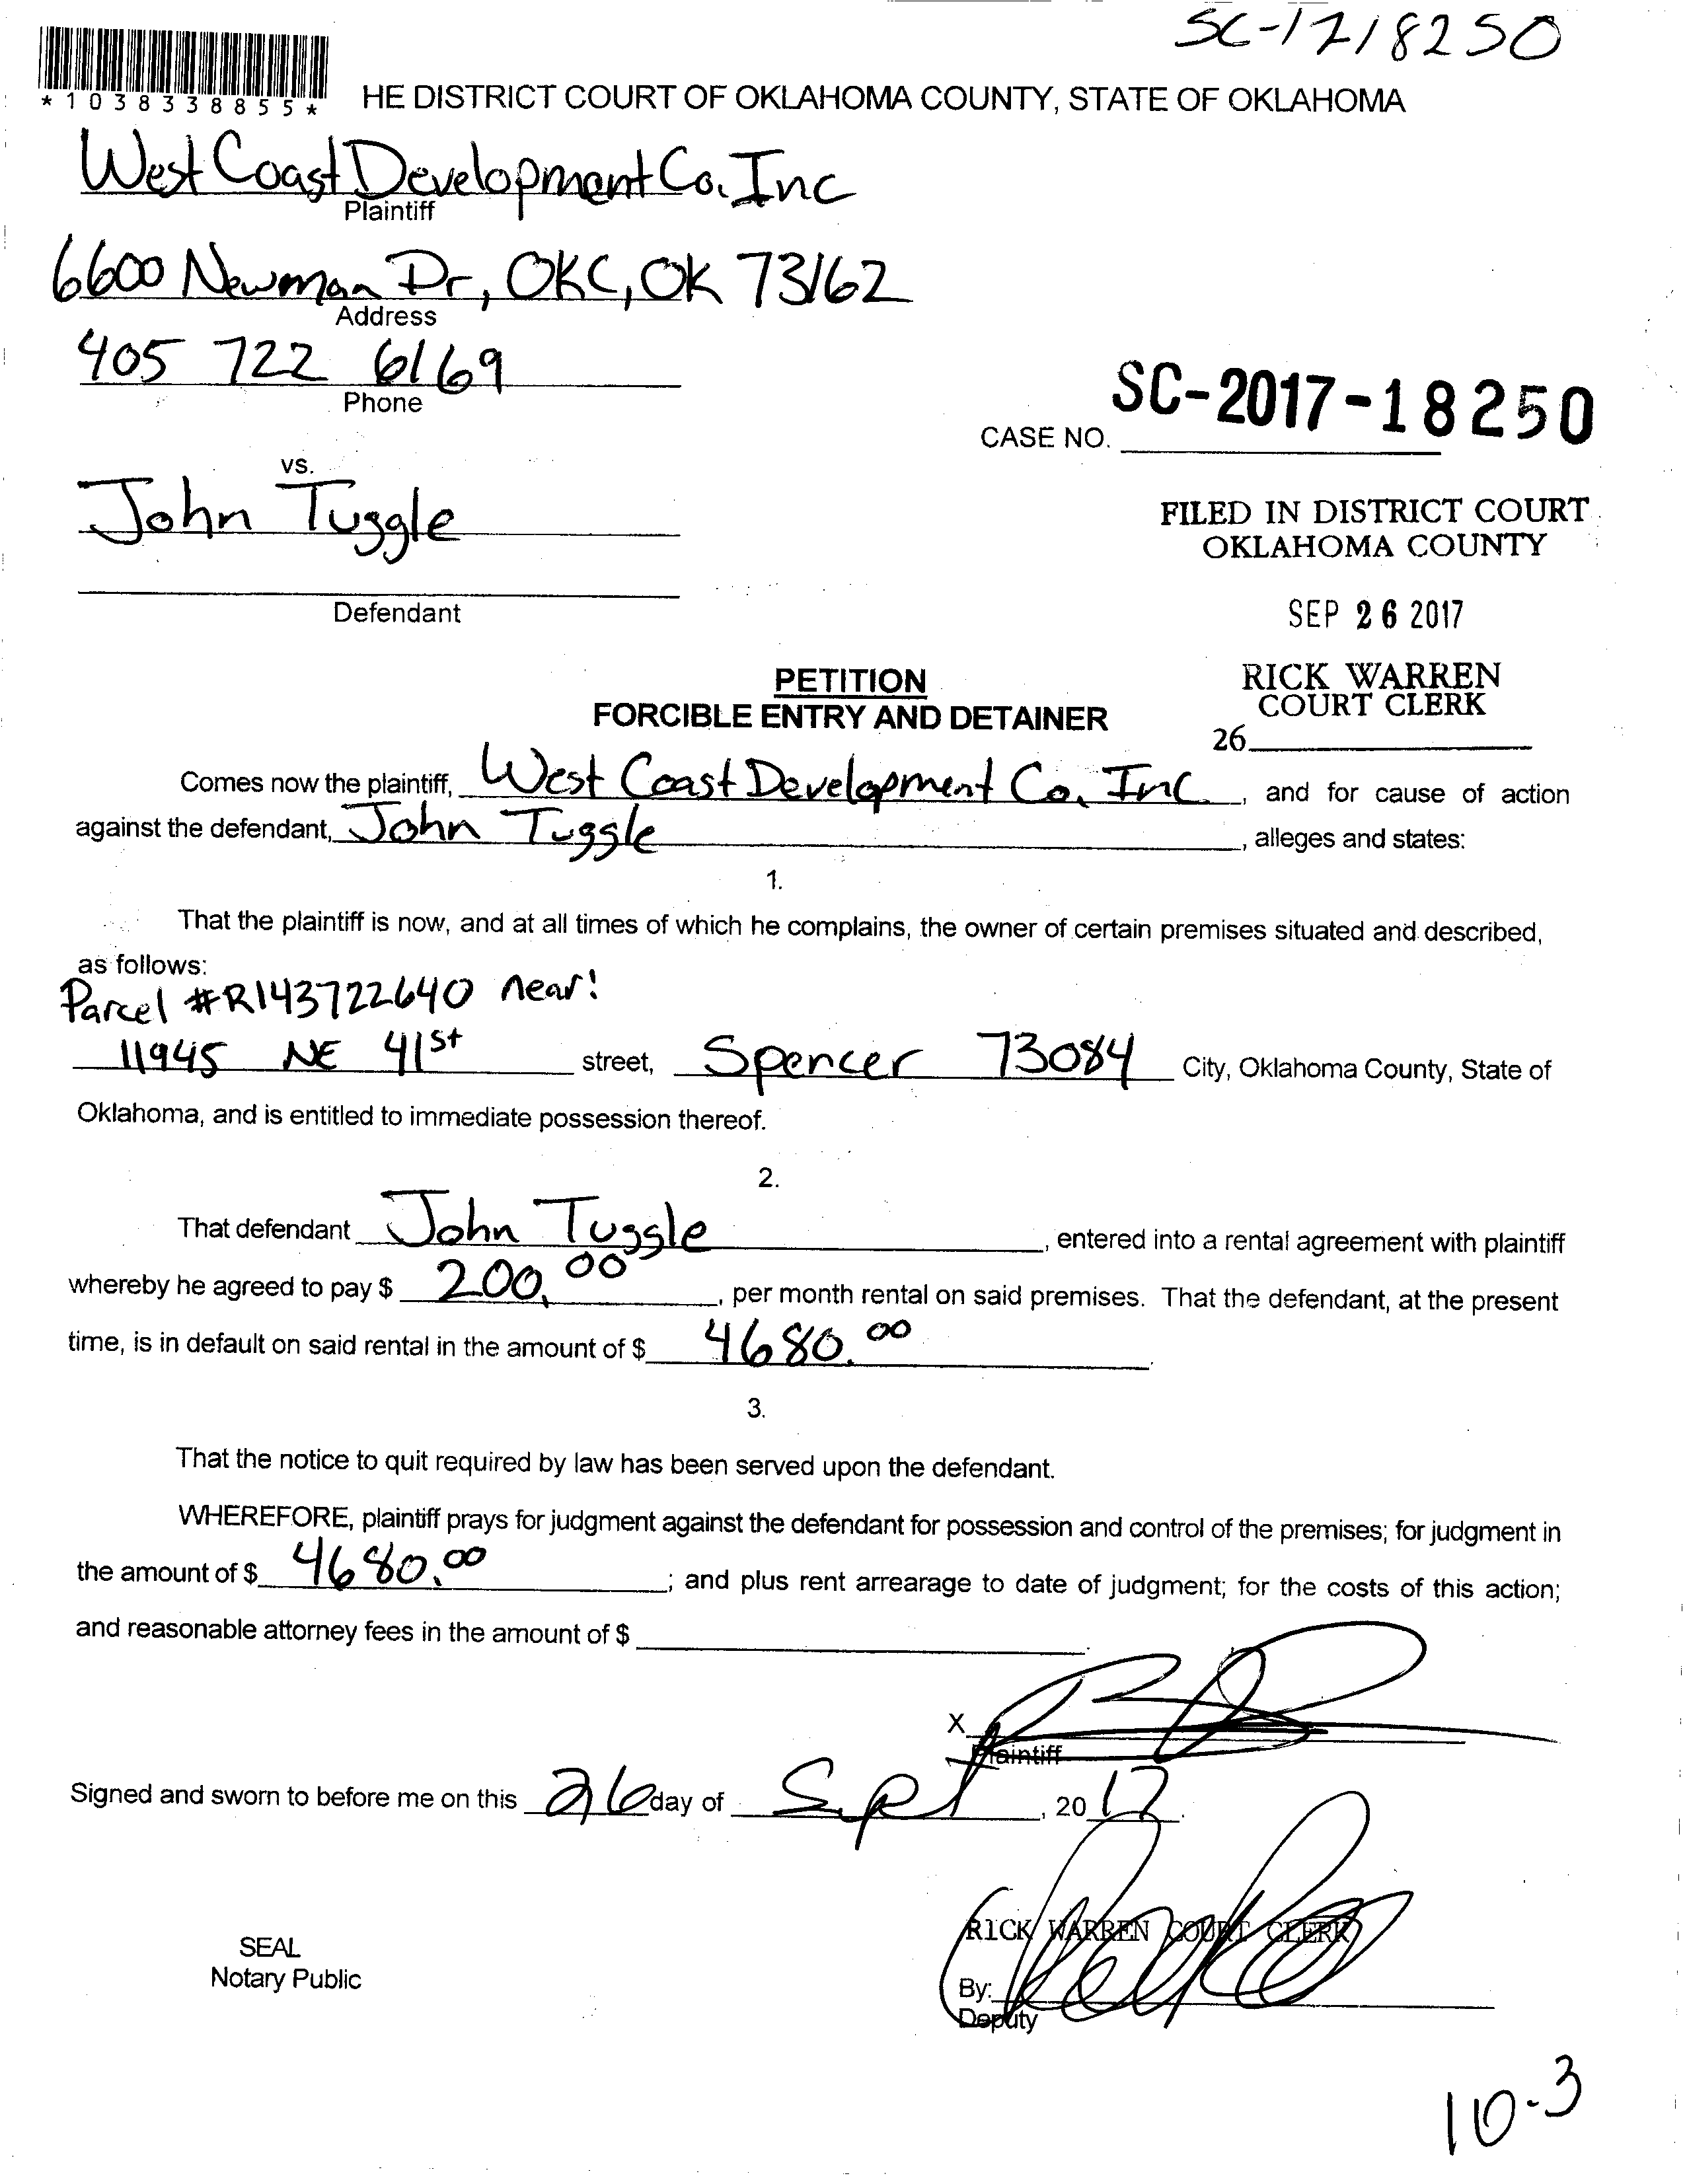 SC-1718250
*1038338855*
HE DISTRICT COURT OF OKLAHOMA COUNTY, STATE OF OKLAHOMA
West Coast Development Co. Inc
Plaintiff
6600 Newman Dr, OKC, OK 73162
Address
405 722 6169
Phone
SC-2017-18250
CASE NO.
vs.
John Tuggle
FILED IN DISTRICT COURT
OKLAHOMA COUNTY
Defendant
SEP 26 2017
PETITION
FORCIBLE ENTRY AND DETAINER
RICK WARREN
COURT CLERK
26
Comes now the plaintiff, West Coast Development Co. Inc, and for cause of action
against the defendant, John Tuggle, alleges and states:
1.
That the plaintiff is now, and at all times of which he complains, the owner of certain premises situated and described,
as follows:
Parcel #R143722640 near!
11945 NE 41st street, Spencer 73084 City, Oklahoma County, State of
Oklahoma, and is entitled to immediate possession thereof.
2.
That defendant John Tuggle, entered into a rental agreement with plaintiff
whereby he agreed to pay $ 200.00, per month rental on said premises. That the defendant, at the present
time, is in default on said rental in the amount of $ 4680.00.
3.
That the notice to quit required by law has been served upon the defendant.
WHEREFORE, plaintiff prays for judgment against the defendant for possession and control of the premises; for judgment in
the amount of $ 4680.00; and plus rent arrearage to date of judgment; for the costs of this action;
and reasonable attorney fees in the amount of $ .
X
Plaintiff
Signed and sworn to before me on this 26 day of Sept, 2017.
RICK WARREN COURT CLERK
SEAL
Notary Public
By:
Deputy
10-3